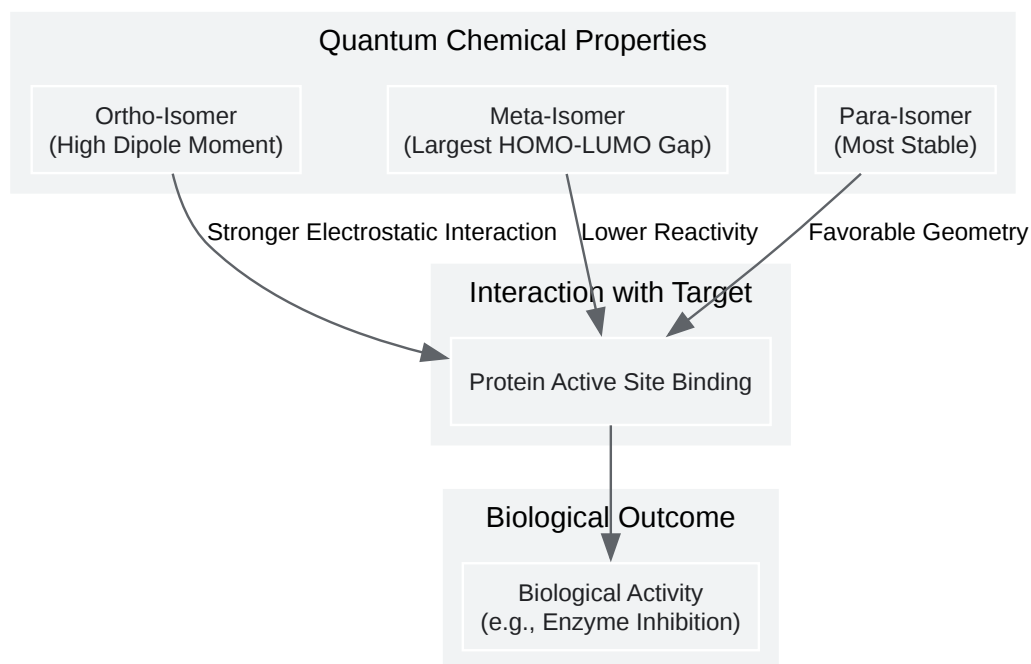 Quantum Chemical Properties
Ortho-Isomer
(High Dipole Moment)
Meta-Isomer
(Largest HOMO-LUMO Gap)
Para-Isomer
(Most Stable)
Stronger Electrostatic Interaction
Lower Reactivity
Favorable Geometry
Interaction with Target
Protein Active Site Binding
Biological Outcome
Biological Activity
(e.g., Enzyme Inhibition)